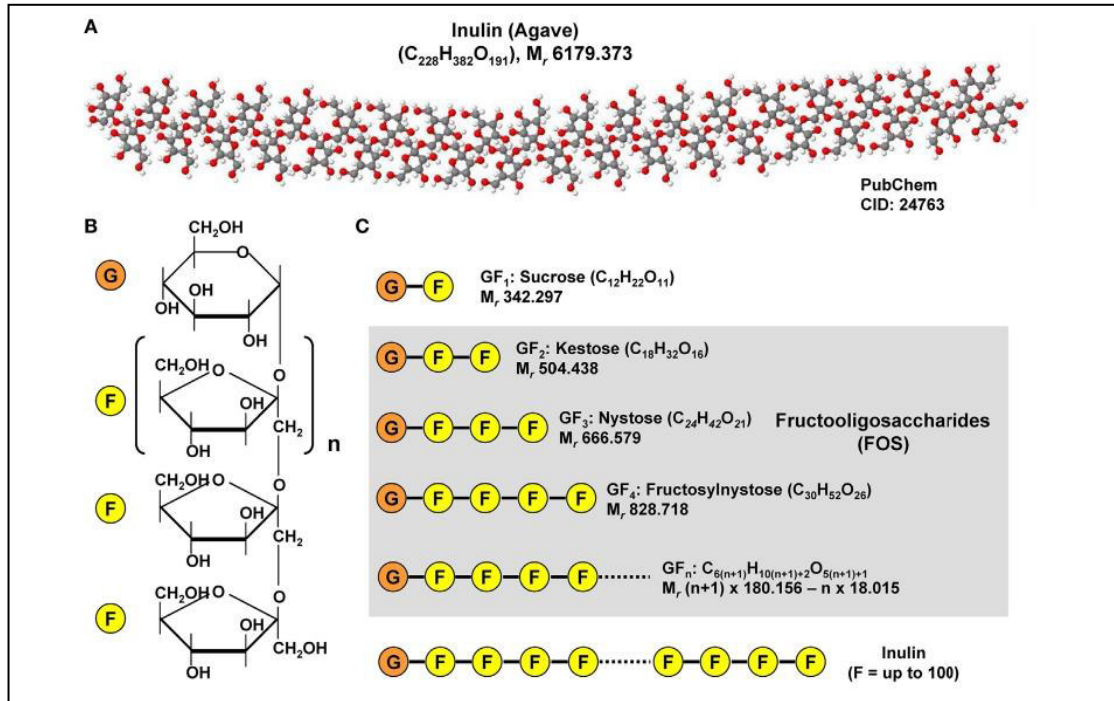 A
Inulin (Agave)
(C₂₂₈H₃₈₂O₁₉₁), Mᵣ 6179.373
PubChem
CID: 24763
B
G
CH₂OH
O
OH
OH
OH
O
F
CH₂OH
O
OH
CH₂
OH
n
O
F
CH₂OH
O
OH
CH₂
OH
O
F
CH₂OH
O
OH
CH₂OH
OH
C
G F
GF₁: Sucrose (C₁₂H₂₂O₁₁)
Mᵣ 342.297
G F F
GF₂: Kestose (C₁₈H₃₂O₁₆)
Mᵣ 504.438
G F F F
GF₃: Nystose (C₂₄H₄₂O₂₁)
Mᵣ 666.579
Fructooligosaccharides
(FOS)
G F F F F
GF₄: Fructosylnystose (C₃₀H₅₂O₂₆)
Mᵣ 828.718
G F F F F
GFₙ: C₆₍ₙ₊₁₎H₁₀₍ₙ₊₁₎₊₂O₅₍ₙ₊₁₎₊₁
Mᵣ (n+1) x 180.156 – n x 18.015
G F F F F F F F F
Inulin
(F = up to 100)